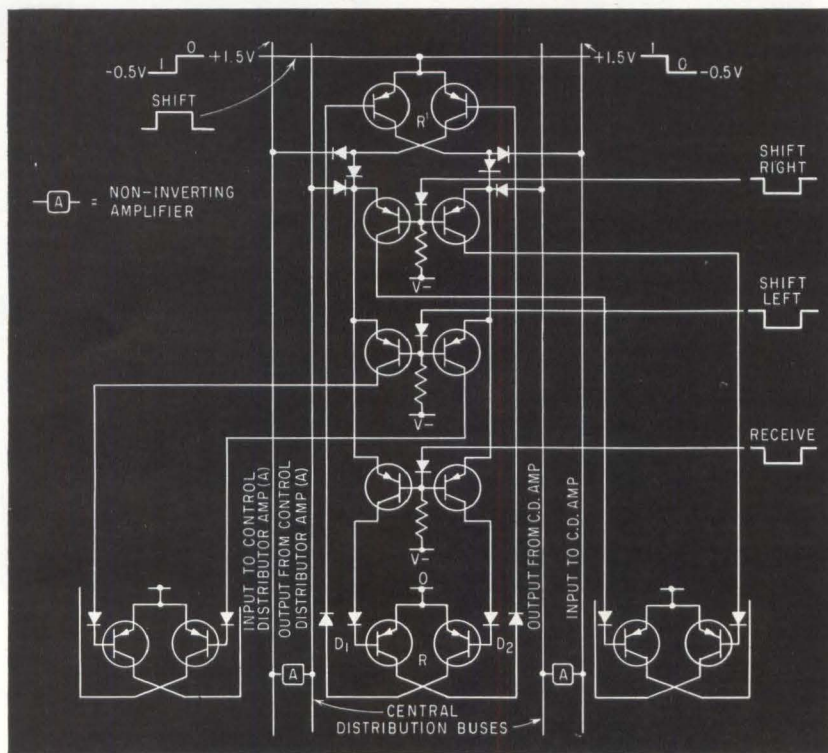 -0.5V
1
0
+1.5V
+1.5V
1
0
-0.5V
SHIFT
R'
SHIFT
RIGHT
A = NON-INVERTING
AMPLIFIER
V-
SHIFT
LEFT
V-
RECEIVE
V-
INPUT TO CONTROL
DISTRIBUTOR AMP (A)
OUTPUT FROM CONTROL
DISTRIBUTOR AMP (A)
OUTPUT FROM C.D. AMP
INPUT TO C.D. AMP
0
D1
R
D2
A
A
CENTRAL
DISTRIBUTION BUSES